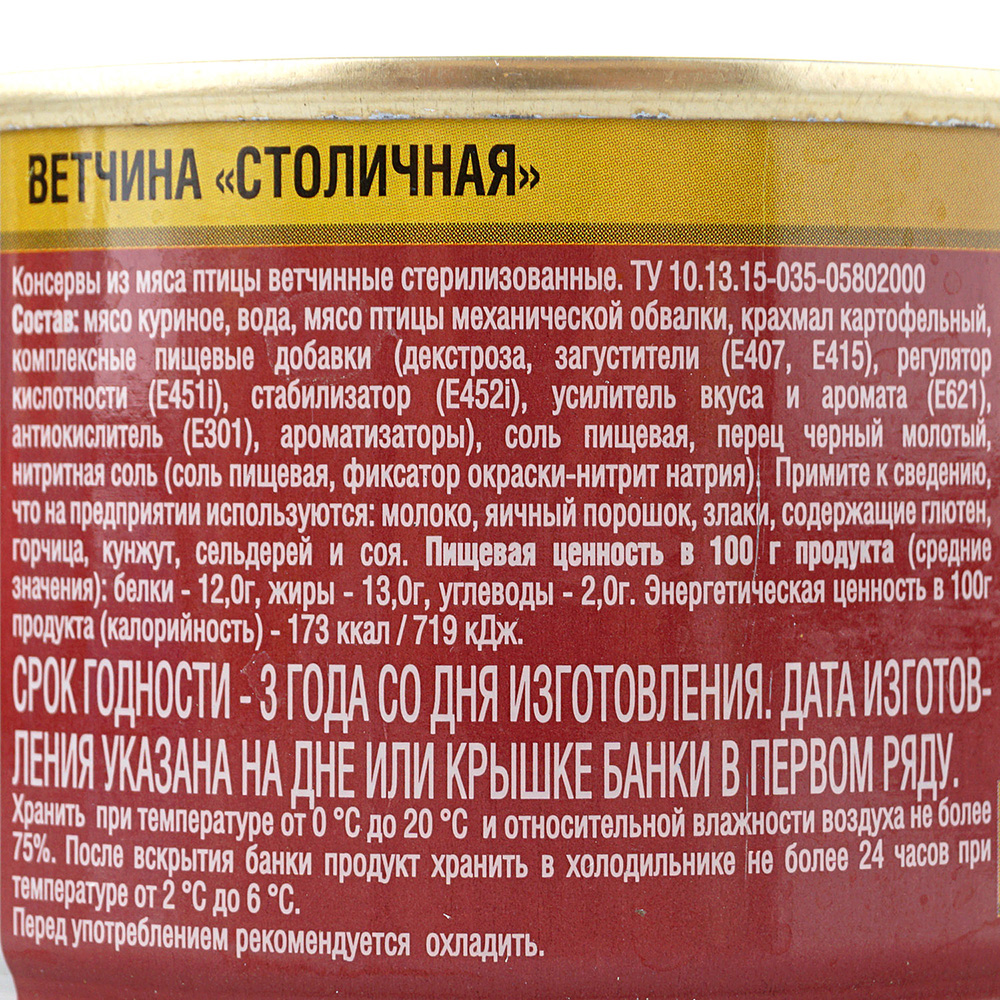 ВЕТЧИНА «СТОЛИЧНАЯ»
Консервы из мяса птицы ветчинные стерилизованные. ТУ 10.13.15-035-05802000
Состав: мясо куриное, вода, мясо птицы механической обвалки, крахмал картофельный,
комплексные пищевые добавки (декстроза, загустители (Е407, Е415), регулятор
кислотности (Е451i), стабилизатор (Е452i), усилитель вкуса и аромата (Е621),
антиокислитель (Е301), ароматизаторы), соль пищевая, перец черный молотый,
нитритная соль (соль пищевая, фиксатор окраски-нитрит натрия). Примите к сведению,
что на предприятии используются: молоко, яичный порошок, злаки, содержащие глютен,
горчица, кунжут, сельдерей и соя. Пищевая ценность в 100 г продукта (средние
значения): белки - 12,0г, жиры - 13,0г, углеводы - 2,0г. Энергетическая ценность в 100г
продукта (калорийность) - 173 ккал / 719 кДж.
СРОК ГОДНОСТИ - 3 ГОДА СО ДНЯ ИЗГОТОВЛЕНИЯ. ДАТА ИЗГОТОВ-
ЛЕНИЯ УКАЗАНА НА ДНЕ ИЛИ КРЫШКЕ БАНКИ В ПЕРВОМ РЯДУ.
Хранить при температуре от 0 °С до 20 °С и относительной влажности воздуха не более
75%. После вскрытия банки продукт хранить в холодильнике не более 24 часов при
температуре от 2 °С до 6 °С.
Перед употреблением рекомендуется охладить.